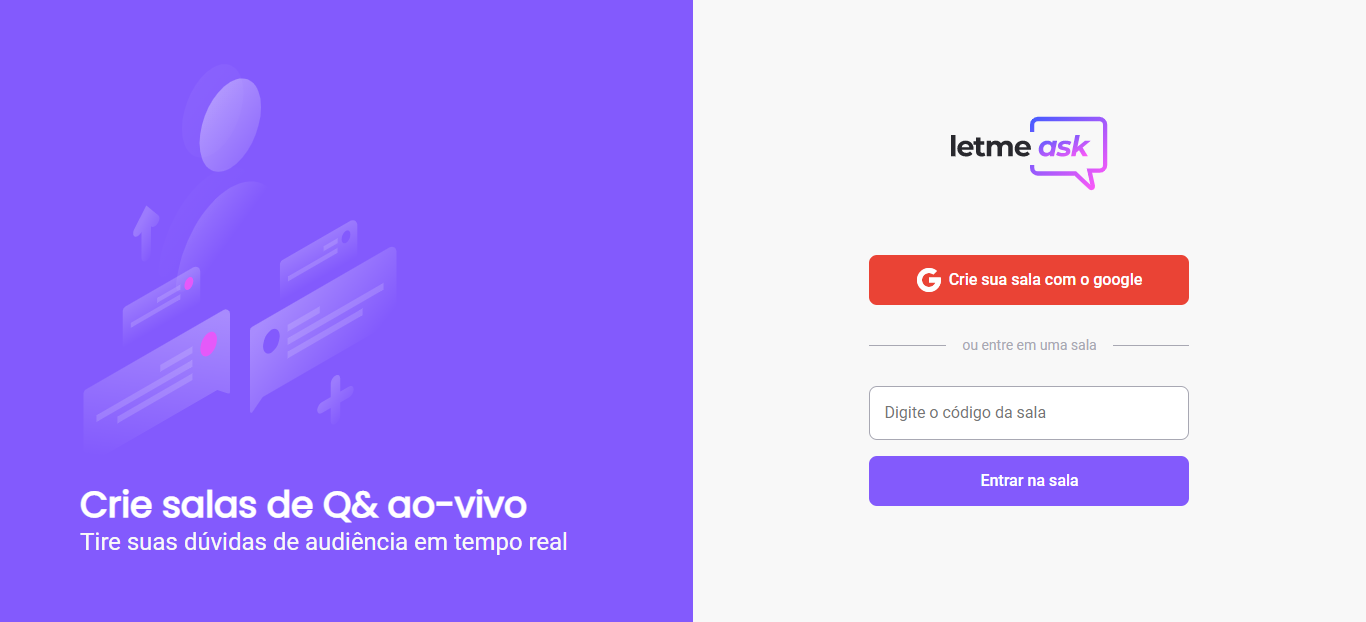 Crie salas de Q& ao-vivo
Tire suas dúvidas de audiência em tempo real
letme ask
Crie sua sala com o google
ou entre em uma sala
Digite o código da sala
Entrar na sala